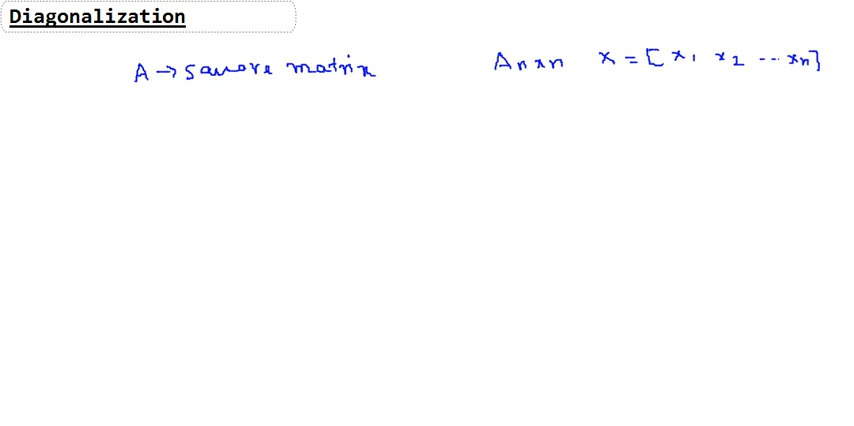 Diagonalization
A → square matrix
A n×n x = [x1 x2 --- xn]